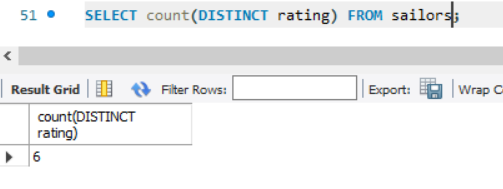 51 SELECT count(DISTINCT rating) FROM sailors;
Result Grid Filter Rows: Export: Wrap C
count(DISTINCT
rating)
6